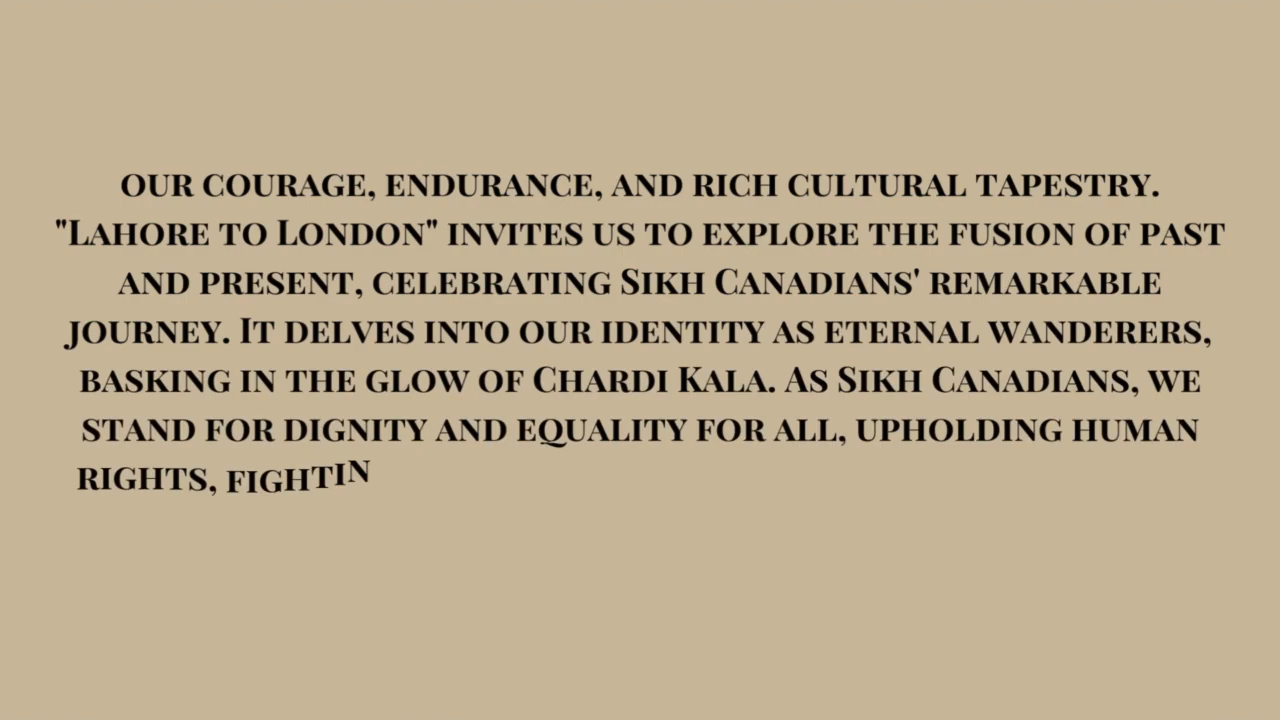 our courage, endurance, and rich cultural tapestry.
"Lahore to London" invites us to explore the fusion of past
and present, celebrating Sikh Canadians' remarkable
journey. It delves into our identity as eternal wanderers,
basking in the glow of Chardi Kala. As Sikh Canadians, we
stand for dignity and equality for all, upholding human
rights, fightin